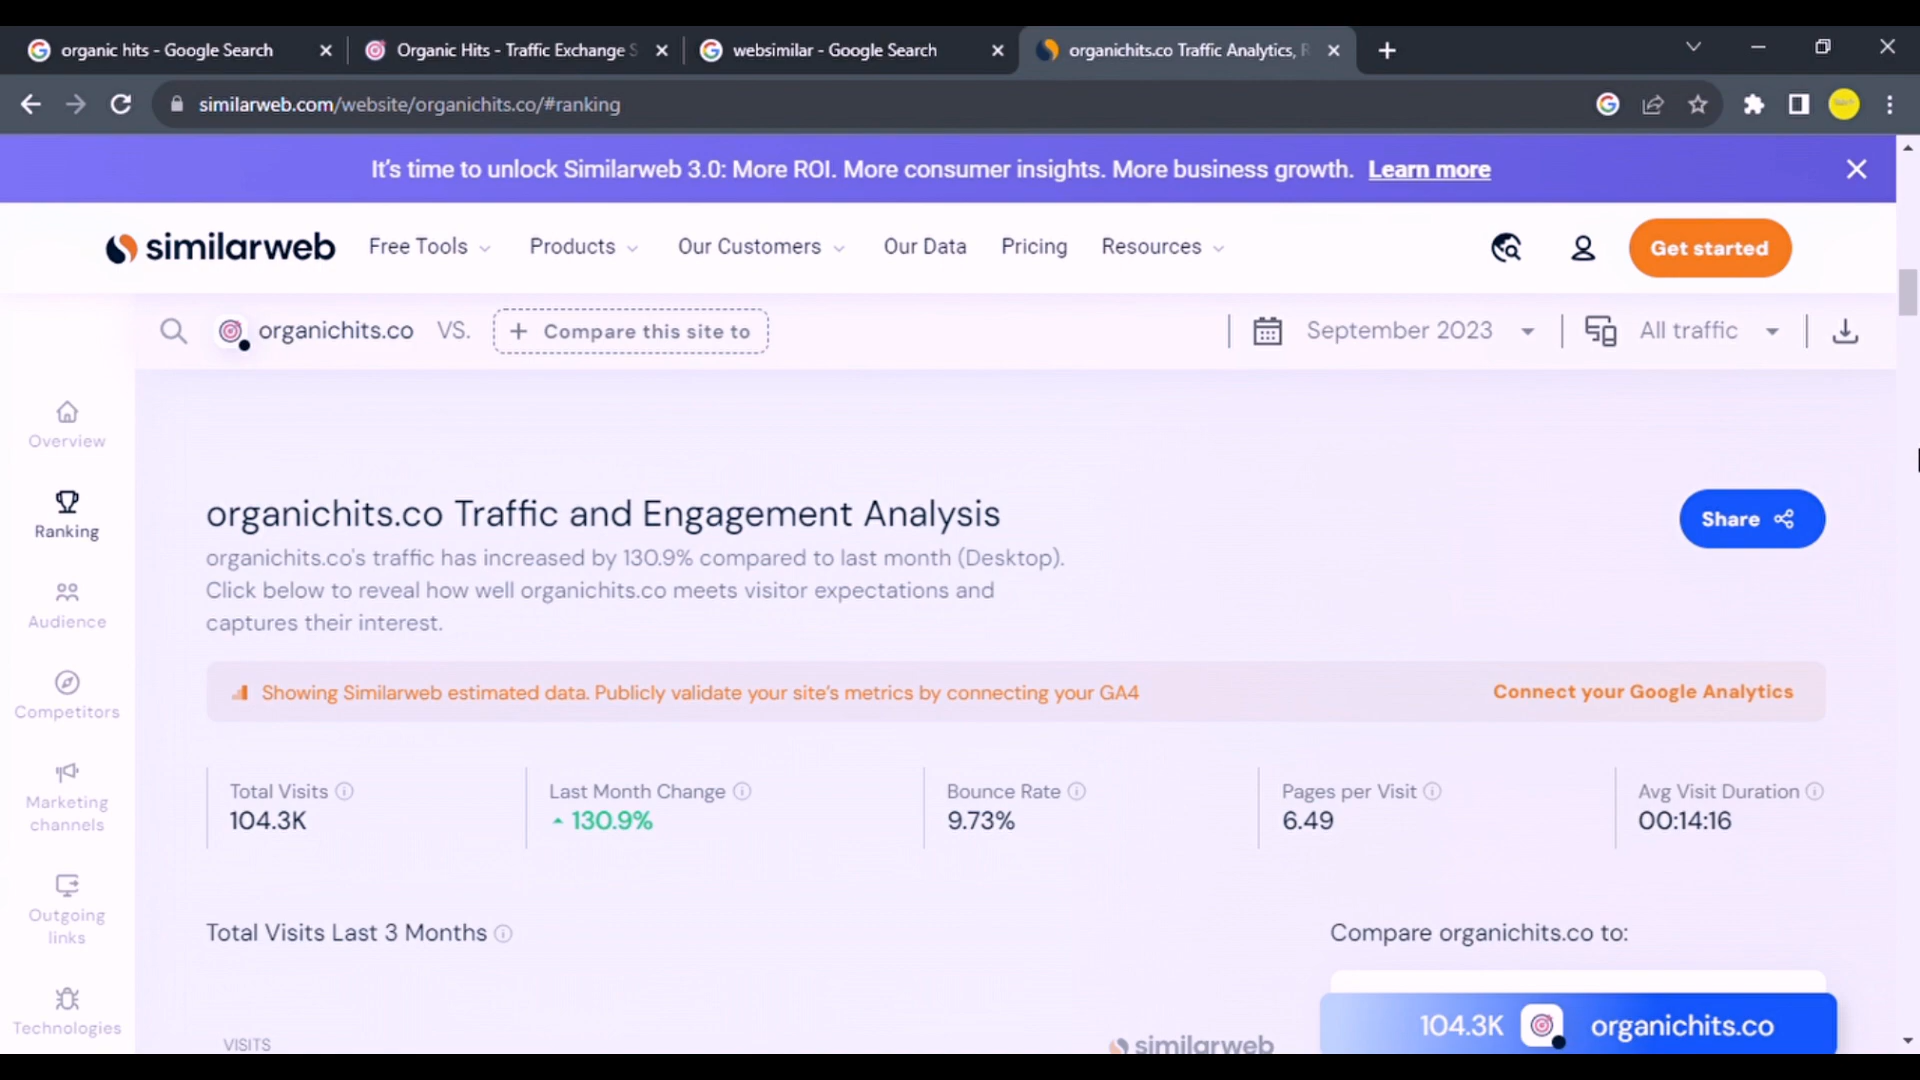 organic hits - Google Search
Organic Hits - Traffic Exchange S
websimilar - Google Search
organichits.co Traffic Analytics, R
similarweb.com/website/organichits.co/#ranking
It's time to unlock Similarweb 3.0: More ROI. More consumer insights. More business growth. Learn more
similarweb
Free Tools
Products
Our Customers
Our Data
Pricing
Resources
Get started
organichits.co
VS.
+ Compare this site to
September 2023
All traffic
Overview
Ranking
Audience
Competitors
Marketing
channels
Outgoing
links
Technologies
organichits.co Traffic and Engagement Analysis
Share
organichits.co's traffic has increased by 130.9% compared to last month (Desktop).
Click below to reveal how well organichits.co meets visitor expectations and
captures their interest.
Showing Similarweb estimated data. Publicly validate your site's metrics by connecting your GA4
Connect your Google Analytics
Total Visits
104.3K
Last Month Change
130.9%
Bounce Rate
9.73%
Pages per Visit
6.49
Avg Visit Duration
00:14:16
Total Visits Last 3 Months
Compare organichits.co to:
VISITS
similarweb
104.3K
organichits.co